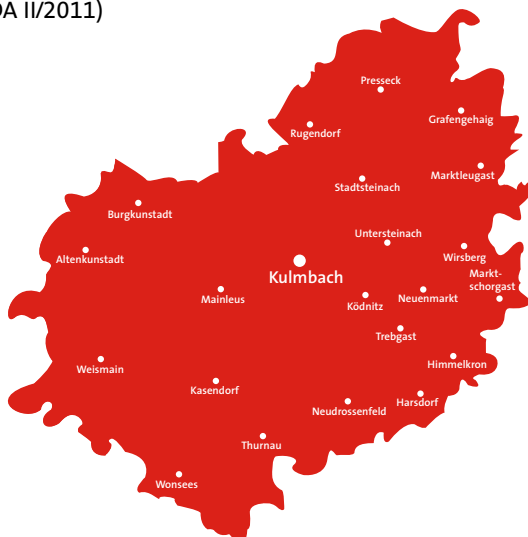 DA II/2011)
Presseck
Grafengehaig
Rugendorf
Marktleugast
Stadtsteinach
Burgkunstadt
Untersteinach
Wirsberg
Altenkunstadt
Markt-
schorgast
Kulmbach
Mainleus
Ködnitz
Neuenmarkt
Trebgast
Himmelkron
Weismain
Kasendorf
Harsdorf
Neudrossenfeld
Thurnau
Wonsees